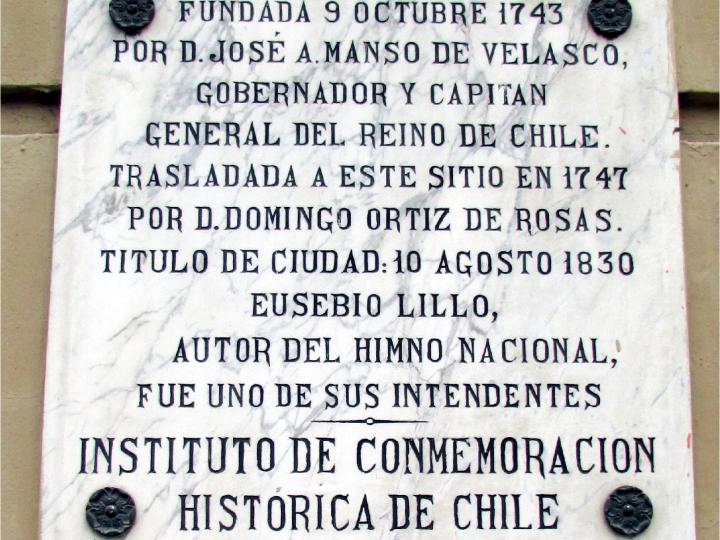 FUNDADA 9 OCTUBRE 1743
POR D. JOSÉ A. MANSO DE VELASCO,
GOBERNADOR Y CAPITAN
GENERAL DEL REINO DE CHILE.
TRASLADADA A ESTE SITIO EN 1747
POR D. DOMINGO ORTIZ DE ROSAS.
TITULO DE CIUDAD: 10 AGOSTO 1830
EUSEBIO LILLO,
AUTOR DEL HIMNO NACIONAL,
FUE UNO DE SUS INTENDENTES
INSTITUTO DE CONMEMORACION
HISTÓRICA DE CHILE